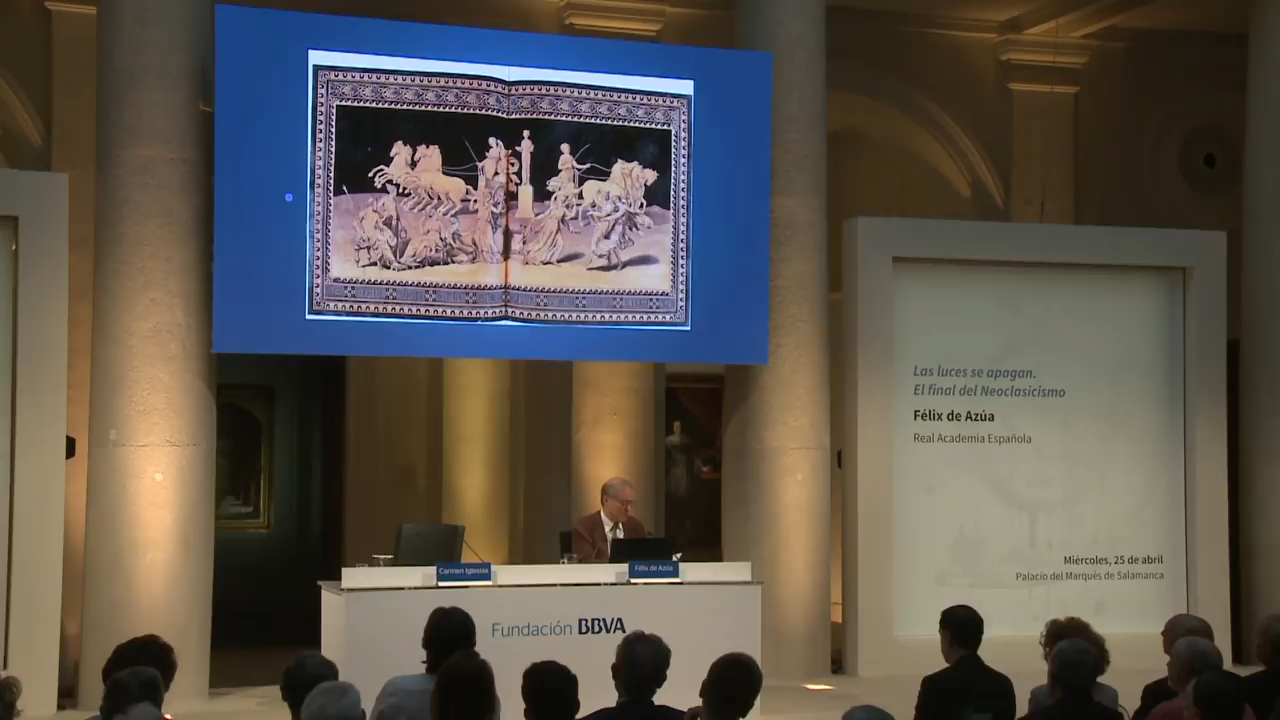 Las luces se apagan.
El final del Neoclasicismo
Félix de Azúa
Real Academia Española
Miércoles, 25 de abril
Palacio del Marqués de Salamanca
Carmen Iglesias
Félix de Azúa
Fundación BBVA